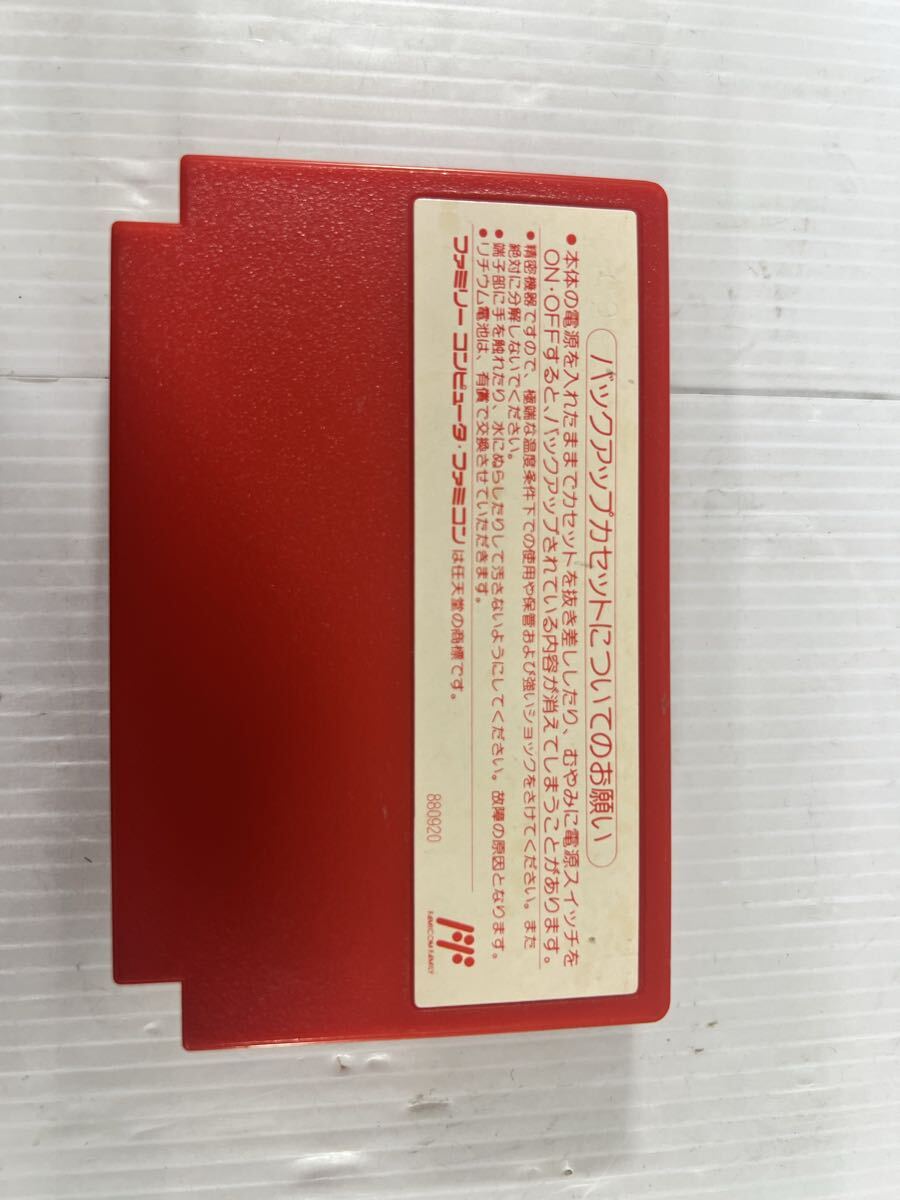 バックアップカセットについてのお願い
●本体の電源を入れたままでカセットを抜き差ししたり、むやみに電源スイッチを
ON・OFFすると、バックアップされている内容が消えてしまうことがあります。
●精密機器ですので、極端な温度条件下での使用や保管および強いショックをさけてください。また
絶対に分解しないでください。
●端子部に手を触れたり、水にぬらしたりして汚さないようにしてください。故障の原因となります。
●リチウム電池は、有償で交換させていただきます。
ファミリーコンピュータ・ファミコンは任天堂の商標です。
880920
FAMICOM FAMILY